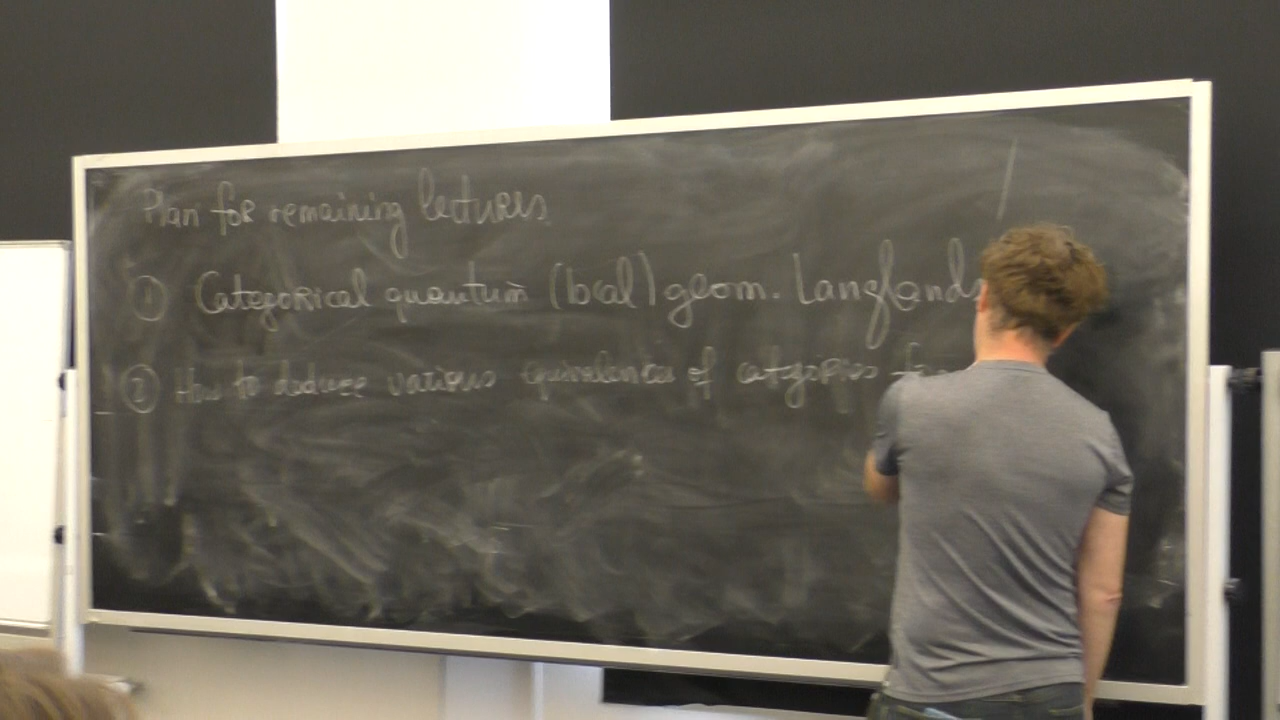 Plan for remaining lectures
① Categorical quantum (local) geom. Langlands
② How to deduce various equivalences of categories